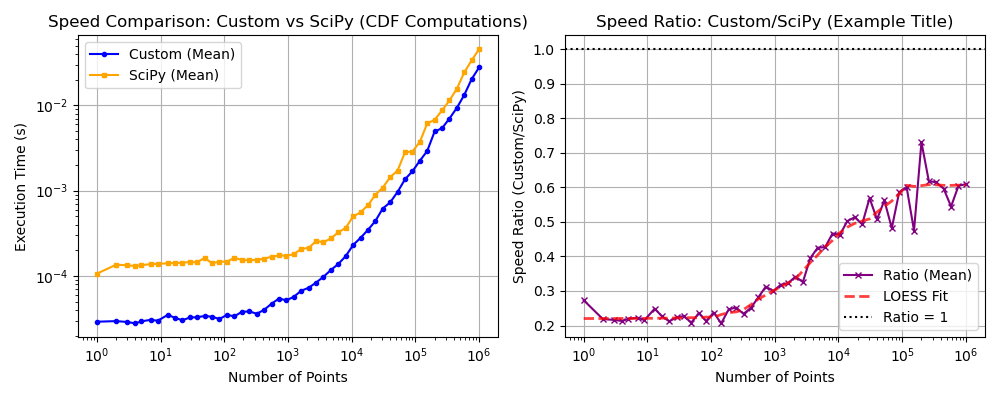 Speed Comparison: Custom vs SciPy (CDF Computations)
Custom (Mean)
SciPy (Mean)
Execution Time (s)
10⁻²
10⁻³
10⁻⁴
10⁰ 10¹ 10² 10³ 10⁴ 10⁵ 10⁶
Number of Points
Speed Ratio: Custom/SciPy (Example Title)
Speed Ratio (Custom/SciPy)
1.0
0.9
0.8
0.7
0.6
0.5
0.4
0.3
0.2
Ratio (Mean)
LOESS Fit
Ratio = 1
10⁰ 10¹ 10² 10³ 10⁴ 10⁵ 10⁶
Number of Points